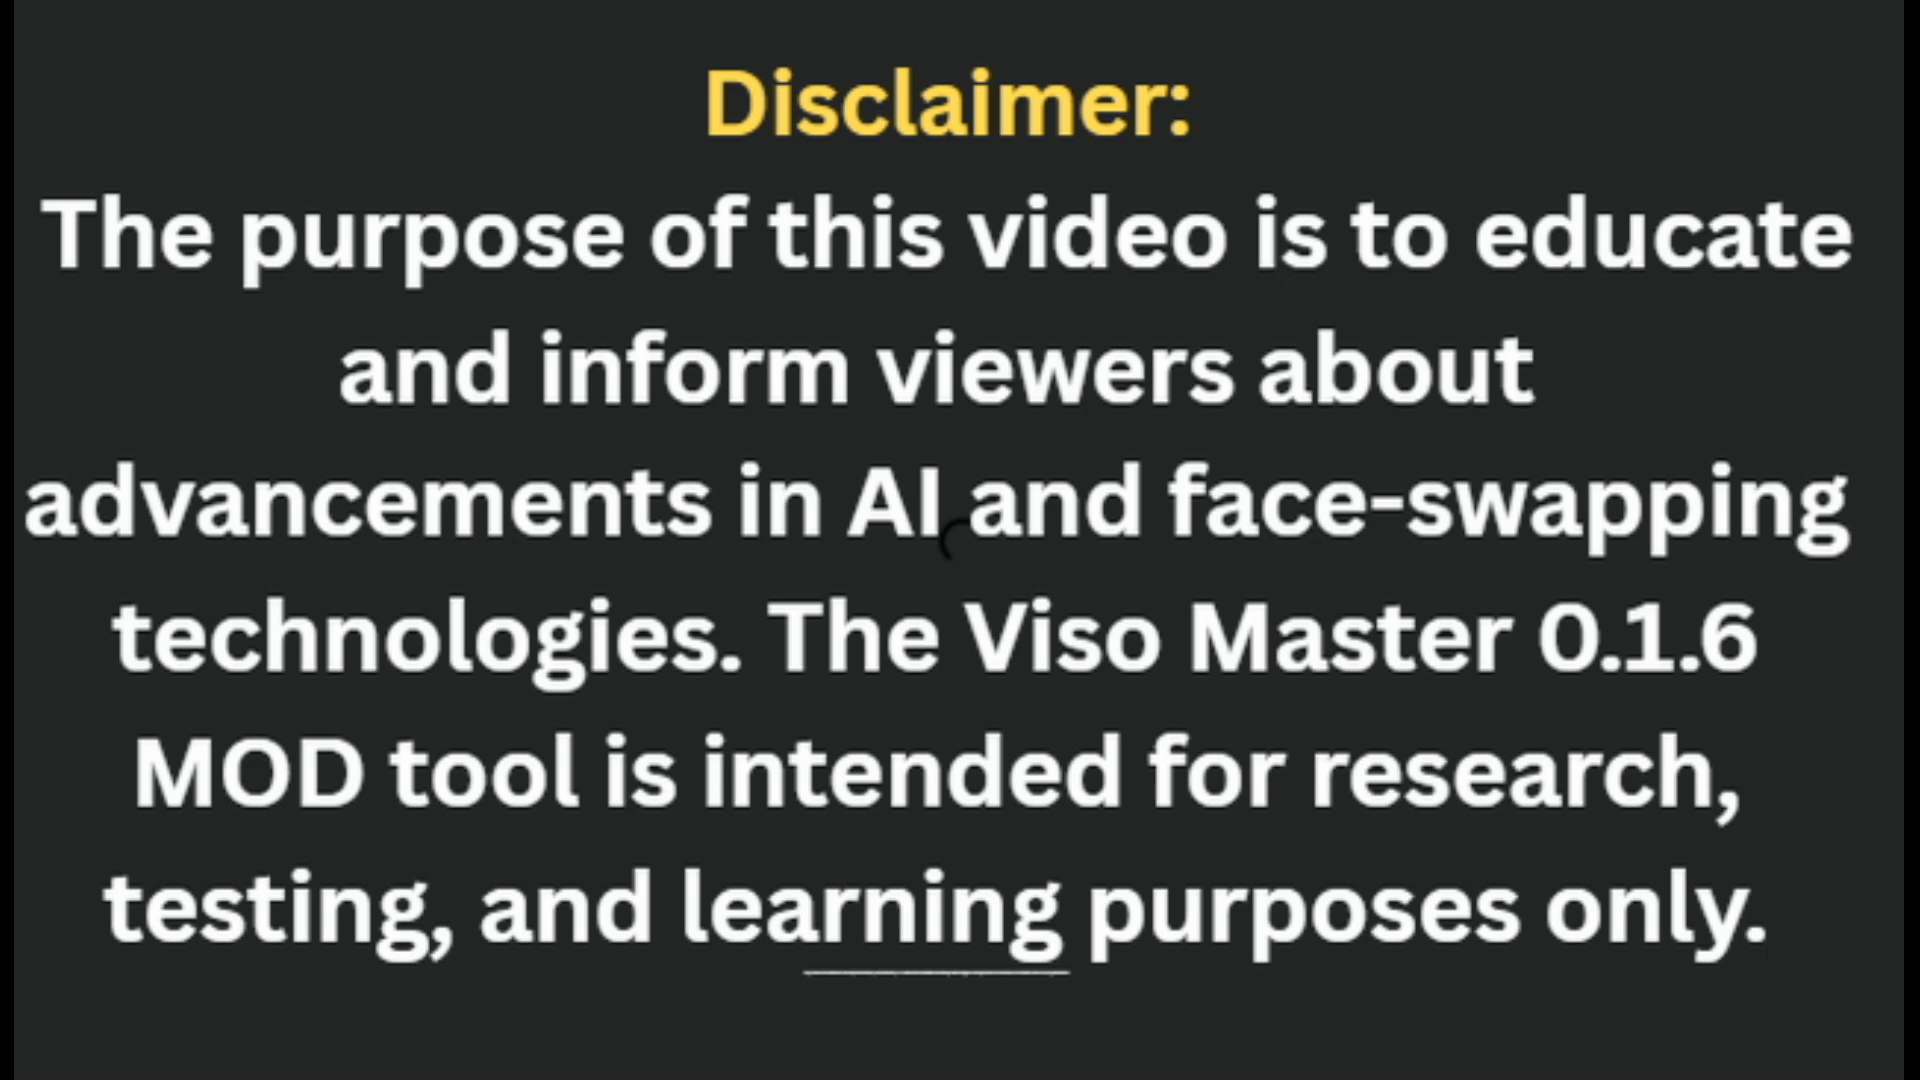 Disclaimer:
The purpose of this video is to educate
and inform viewers about
advancements in AI and face-swapping
technologies. The Viso Master 0.1.6
MOD tool is intended for research,
testing, and learning purposes only.